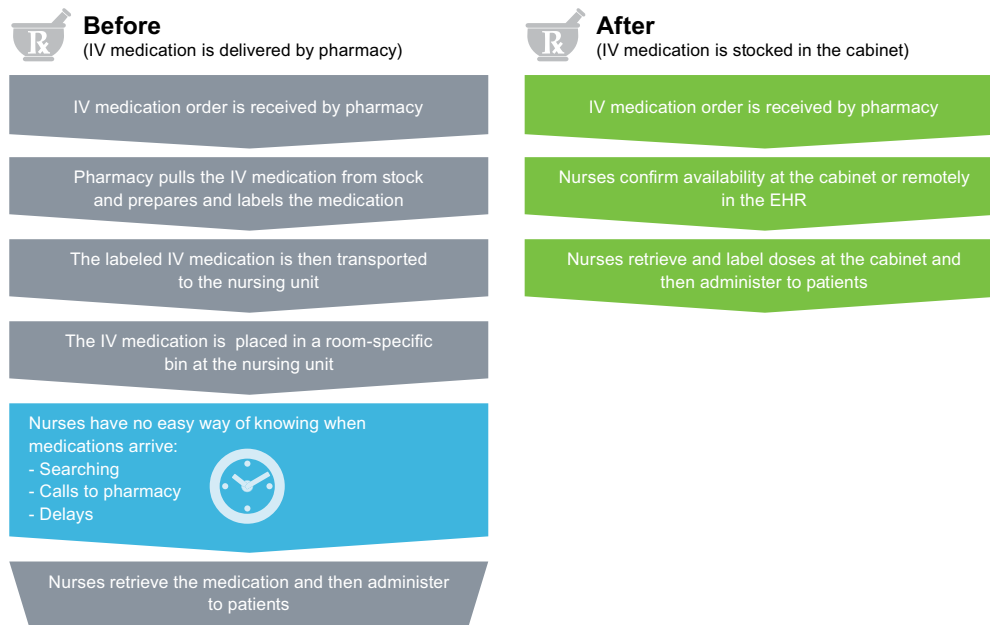 Rx
Before
(IV medication is delivered by pharmacy)
IV medication order is received by pharmacy
Pharmacy pulls the IV medication from stock
and prepares and labels the medication
The labeled IV medication is then transported
to the nursing unit
The IV medication is  placed in a room-specific
bin at the nursing unit
Nurses have no easy way of knowing when
medications arrive:
- Searching
- Calls to pharmacy
- Delays
Nurses retrieve the medication and then administer
to patients
Rx
After
(IV medication is stocked in the cabinet)
IV medication order is received by pharmacy
Nurses confirm availability at the cabinet or remotely
in the EHR
Nurses retrieve and label doses at the cabinet and
then administer to patients